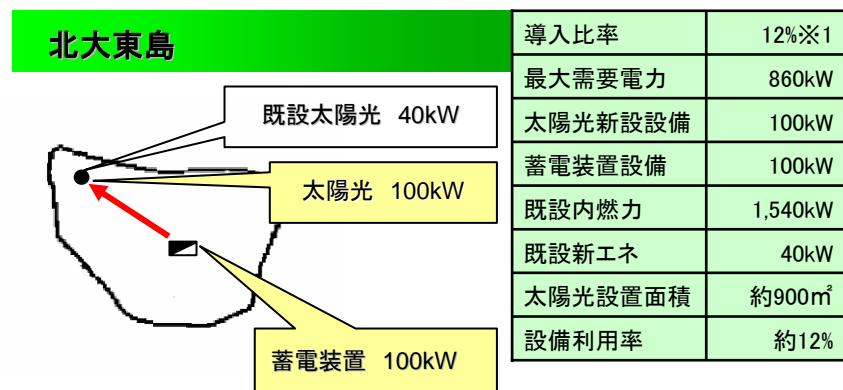 北大東島
既設太陽光 40kW
太陽光 100kW
蓄電装置 100kW
導入比率 12%※1
最大需要電力 860kW
太陽光新設設備 100kW
蓄電装置設備 100kW
既設内燃力 1,540kW
既設新エネ 40kW
太陽光設置面積 約900㎡
設備利用率 約12%